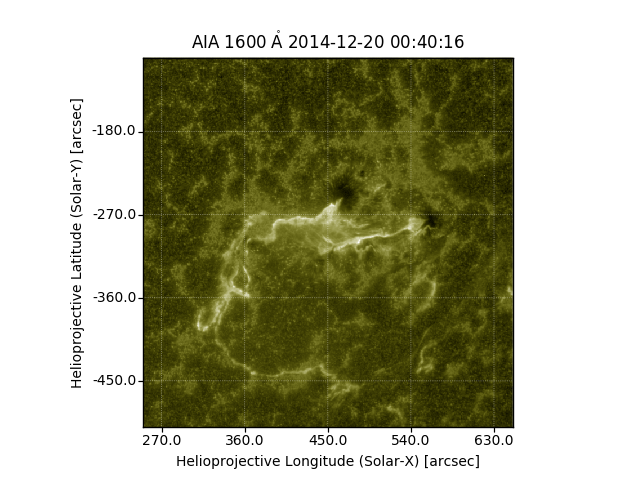 AIA 1600 Å 2014-12-20 00:40:16
Helioprojective Latitude (Solar-Y) [arcsec]
-180.0
-270.0
-360.0
-450.0
270.0 360.0 450.0 540.0 630.0
Helioprojective Longitude (Solar-X) [arcsec]